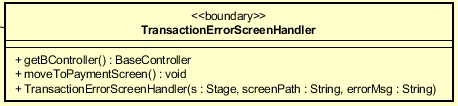 <<boundary>>
TransactionErrorScreenHandler
+ getBController() : BaseController
+ moveToPaymentScreen() : void
+ TransactionErrorScreenHandler(s : Stage, screenPath : String, errorMsg : String)